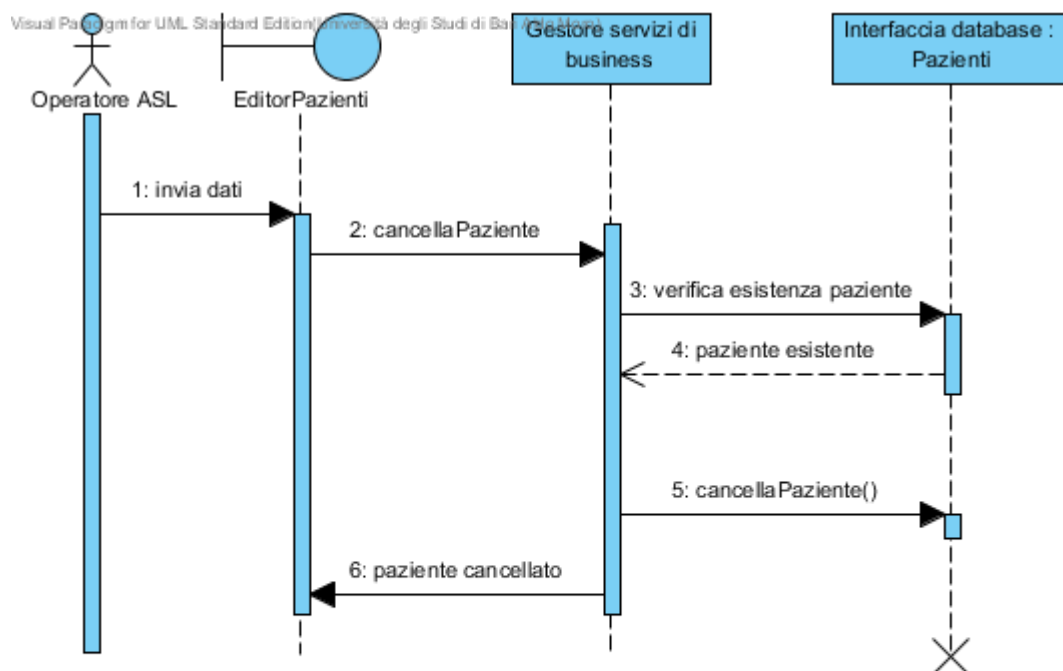 Visual Paradigm for UML Standard Edition(Università degli Studi di Bari Aldo Moro)
Operatore ASL
EditorPazienti
Gestore servizi di
business
Interfaccia database :
Pazienti
1: invia dati
2: cancellaPaziente
3: verifica esistenza paziente
4: paziente esistente
5: cancellaPaziente()
6: paziente cancellato